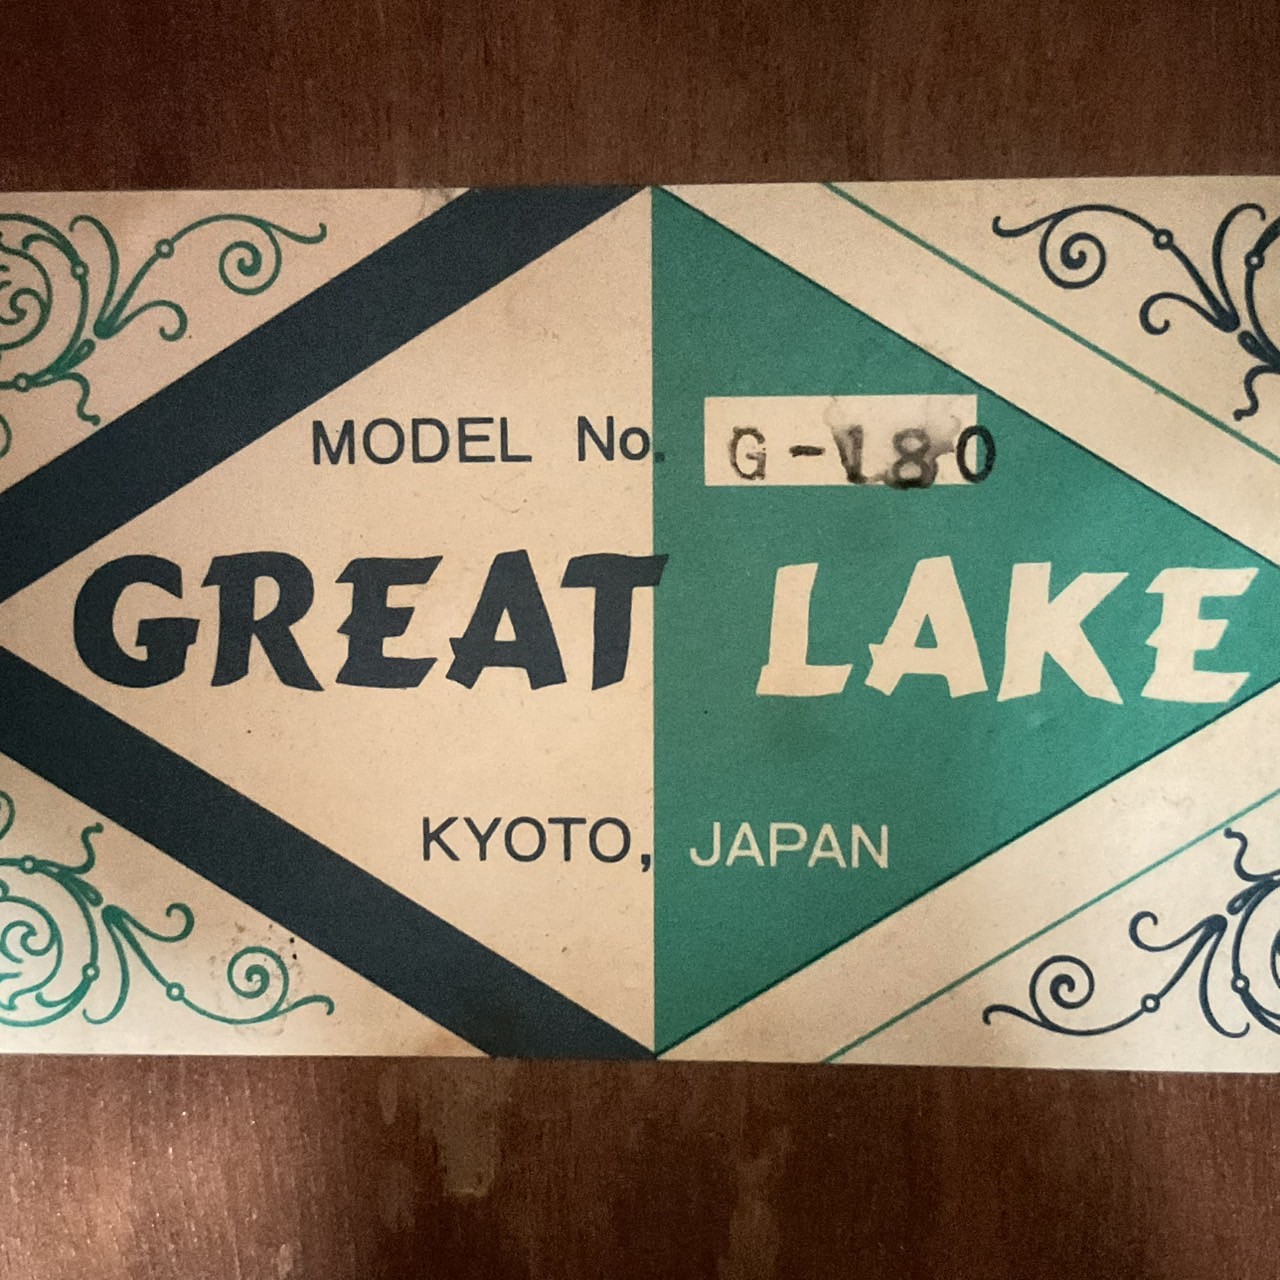 MODEL No. G-180
GREAT LAKE
KYOTO, JAPAN